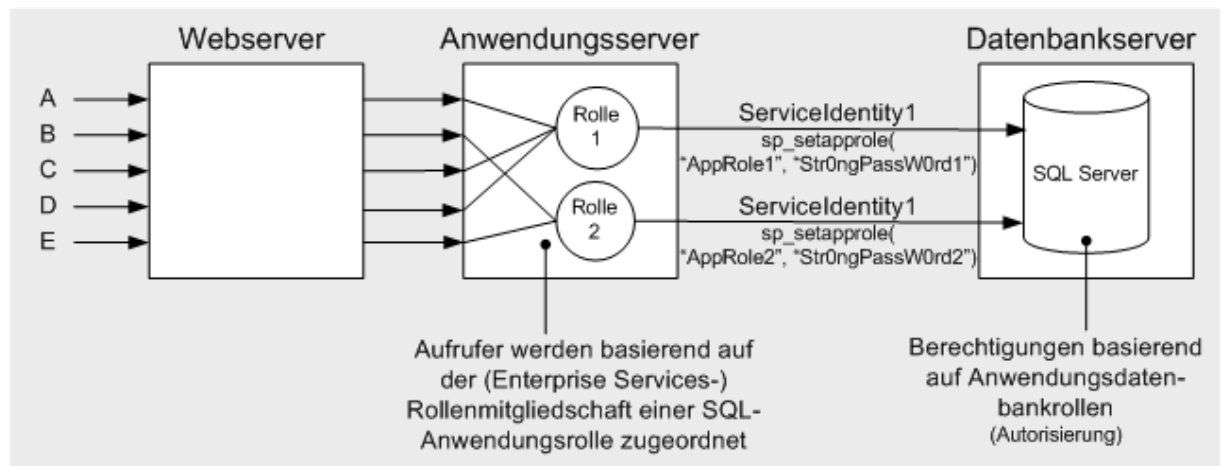 Webserver
Anwendungsserver
Datenbankserver
A
B
C
D
E
Rolle
1
Rolle
2
ServiceIdentity1
sp_setapprole(
“AppRole1”, “Str0ngPassW0rd1”)
ServiceIdentity1
sp_setapprole(
“AppRole2”, “Str0ngPassW0rd2”)
SQL Server
Aufrufer werden basierend auf
der (Enterprise Services-)
Rollenmitgliedschaft einer SQL-
Anwendungsrolle zugeordnet
Berechtigungen basierend
auf Anwendungsdaten-
bankrollen
(Autorisierung)